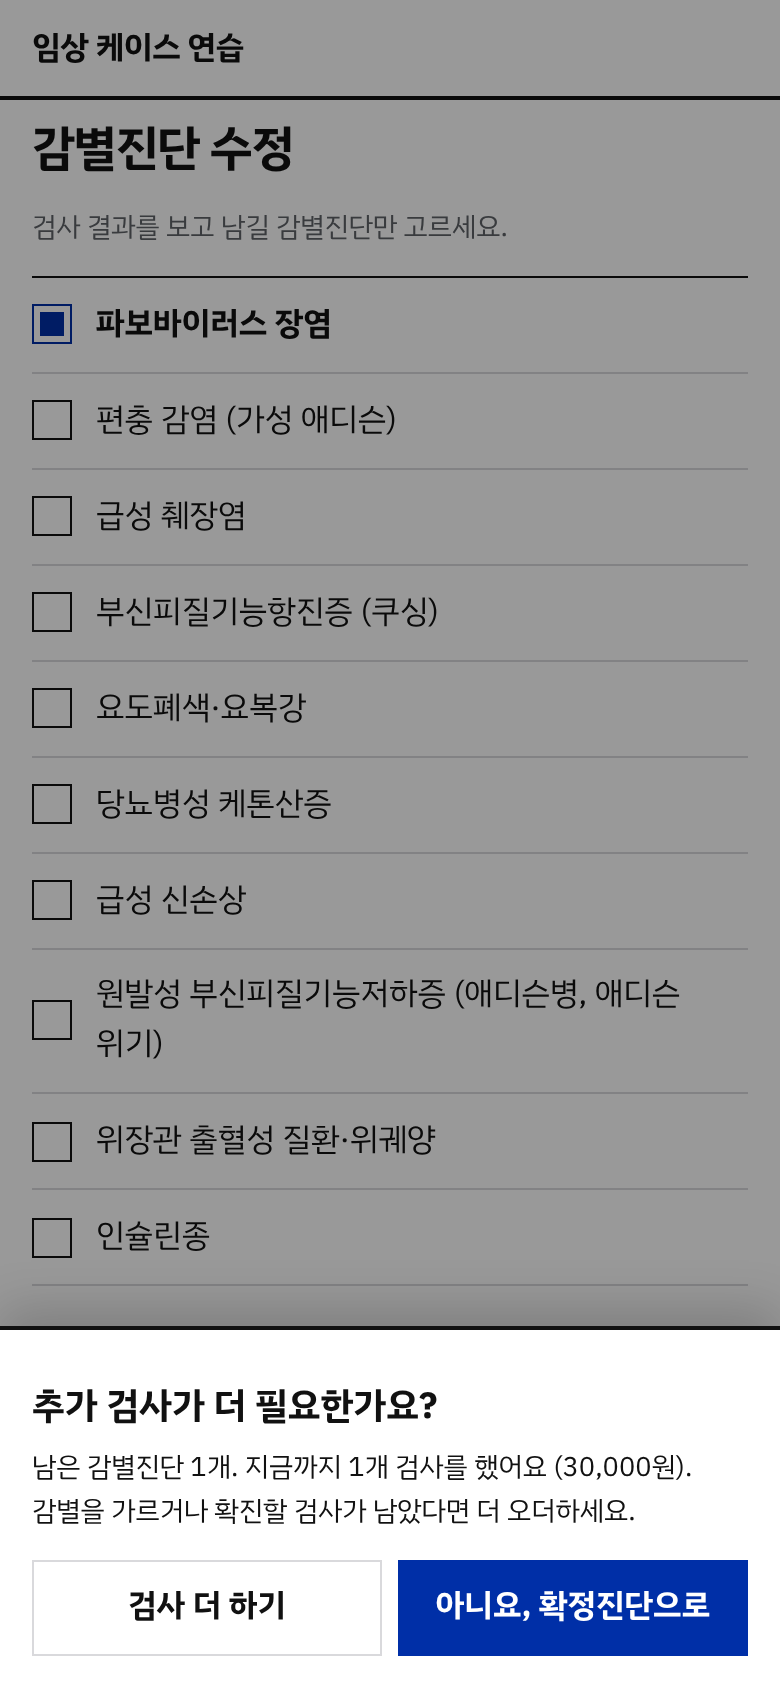 임상 케이스 연습
감별진단 수정
검사 결과를 보고 남길 감별진단만 고르세요.
파보바이러스 장염
편충 감염 (가성 애디슨)
급성 췌장염
부신피질기능항진증 (쿠싱)
요도폐색·요복강
당뇨병성 케톤산증
급성 신손상
원발성 부신피질기능저하증 (애디슨병, 애디슨
위기)
위장관 출혈성 질환·위궤양
인슐린종
추가 검사가 더 필요한가요?
남은 감별진단 1개. 지금까지 1개 검사를 했어요 (30,000원).
감별을 가르거나 확진할 검사가 남았다면 더 오더하세요.
검사 더 하기
아니요, 확정진단으로